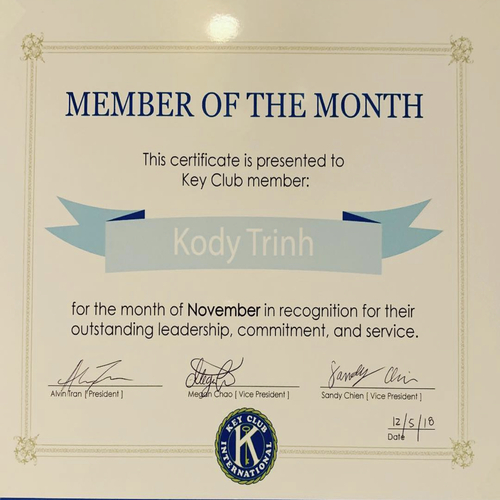 MEMBER OF THE MONTH
This certificate is presented to
Key Club member:
Kody Trinh
for the month of November in recognition for their
outstanding leadership, commitment, and service.
Alvin Tran [ President ]
Megan Chao [ Vice President ]
Sandy Chien [ Vice President ]
12/5/18
Date
KEY CLUB
K
INTERNATIONAL